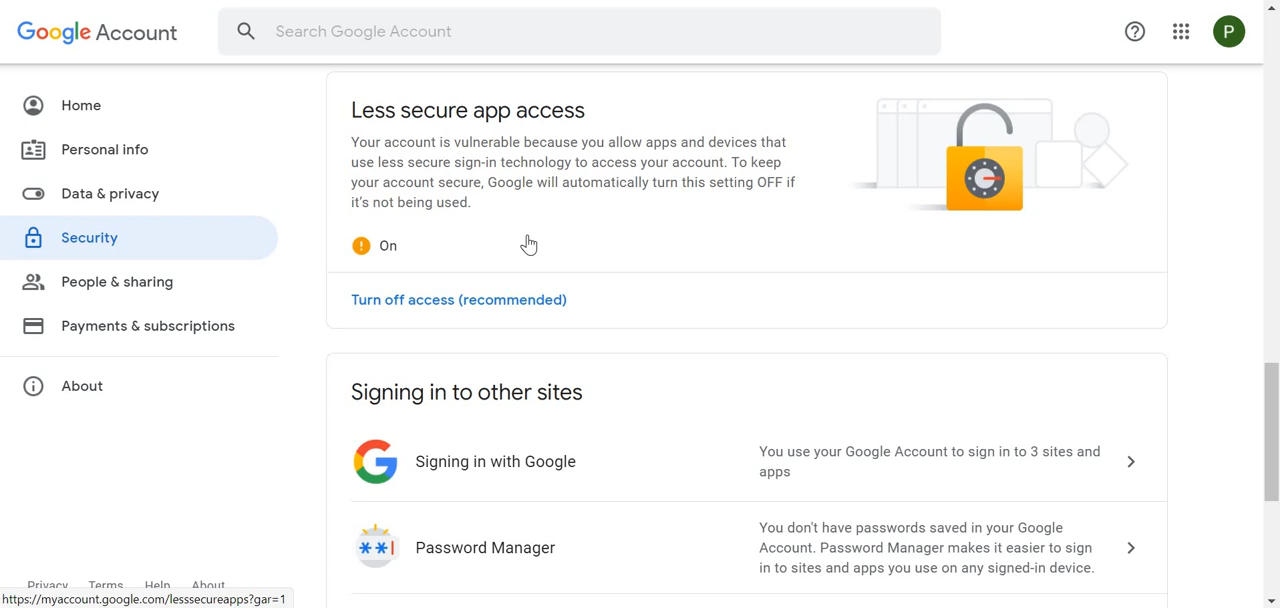 Google Account
Search Google Account
P
Home
Personal info
Data & privacy
Security
People & sharing
Payments & subscriptions
About
Less secure app access
Your account is vulnerable because you allow apps and devices that
use less secure sign-in technology to access your account. To keep
your account secure, Google will automatically turn this setting OFF if
it's not being used.
On
Turn off access (recommended)
Signing in to other sites
Signing in with Google
You use your Google Account to sign in to 3 sites and
apps
Password Manager
You don't have passwords saved in your Google
Account. Password Manager makes it easier to sign
in to sites and apps you use on any signed-in device.
Privacy Terms Help About
https://myaccount.google.com/lesssecureapps?gar=1